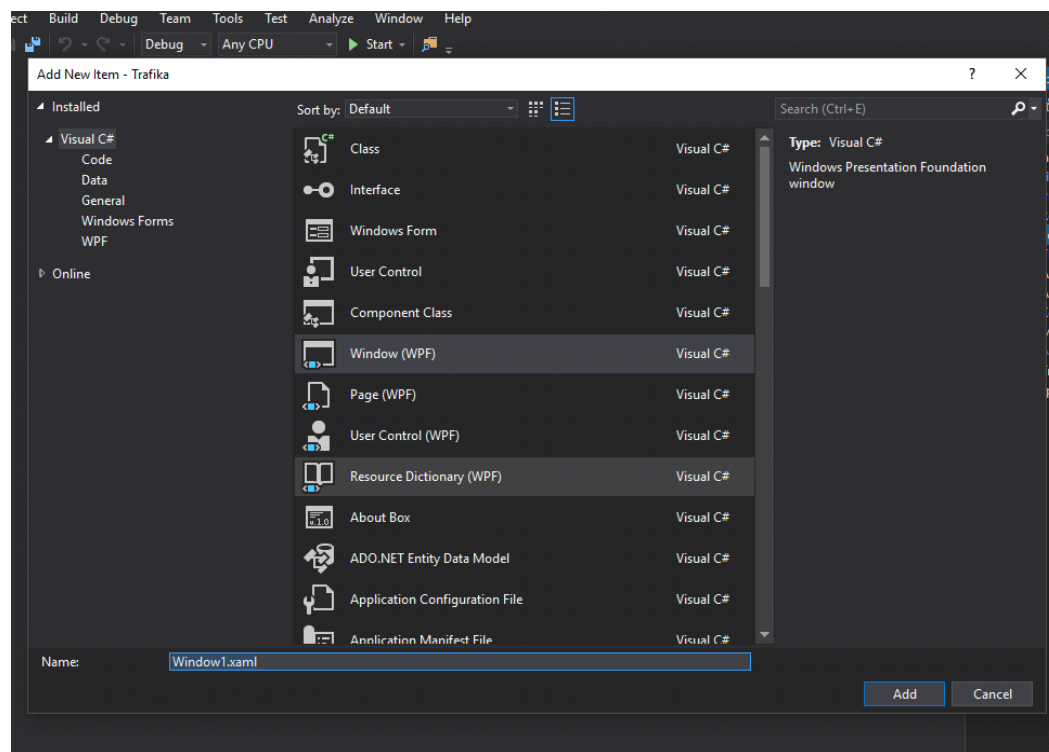 ect Build Debug Team Tools Test Analyze Window Help
Debug Any CPU Start
Add New Item - Trafika ?
Installed
Sort by: Default
Search (Ctrl+E)
Visual C#
Code
Data
General
Windows Forms
WPF
Online
C#
Class Visual C#
Interface Visual C#
Windows Form Visual C#
User Control Visual C#
Component Class Visual C#
Window (WPF) Visual C#
Page (WPF) Visual C#
User Control (WPF) Visual C#
Resource Dictionary (WPF) Visual C#
v.1.0 About Box Visual C#
ADO.NET Entity Data Model Visual C#
Application Configuration File Visual C#
Application Manifest File Visual C#
Type: Visual C#
Windows Presentation Foundation
window
Name: Window1.xaml
Add Cancel